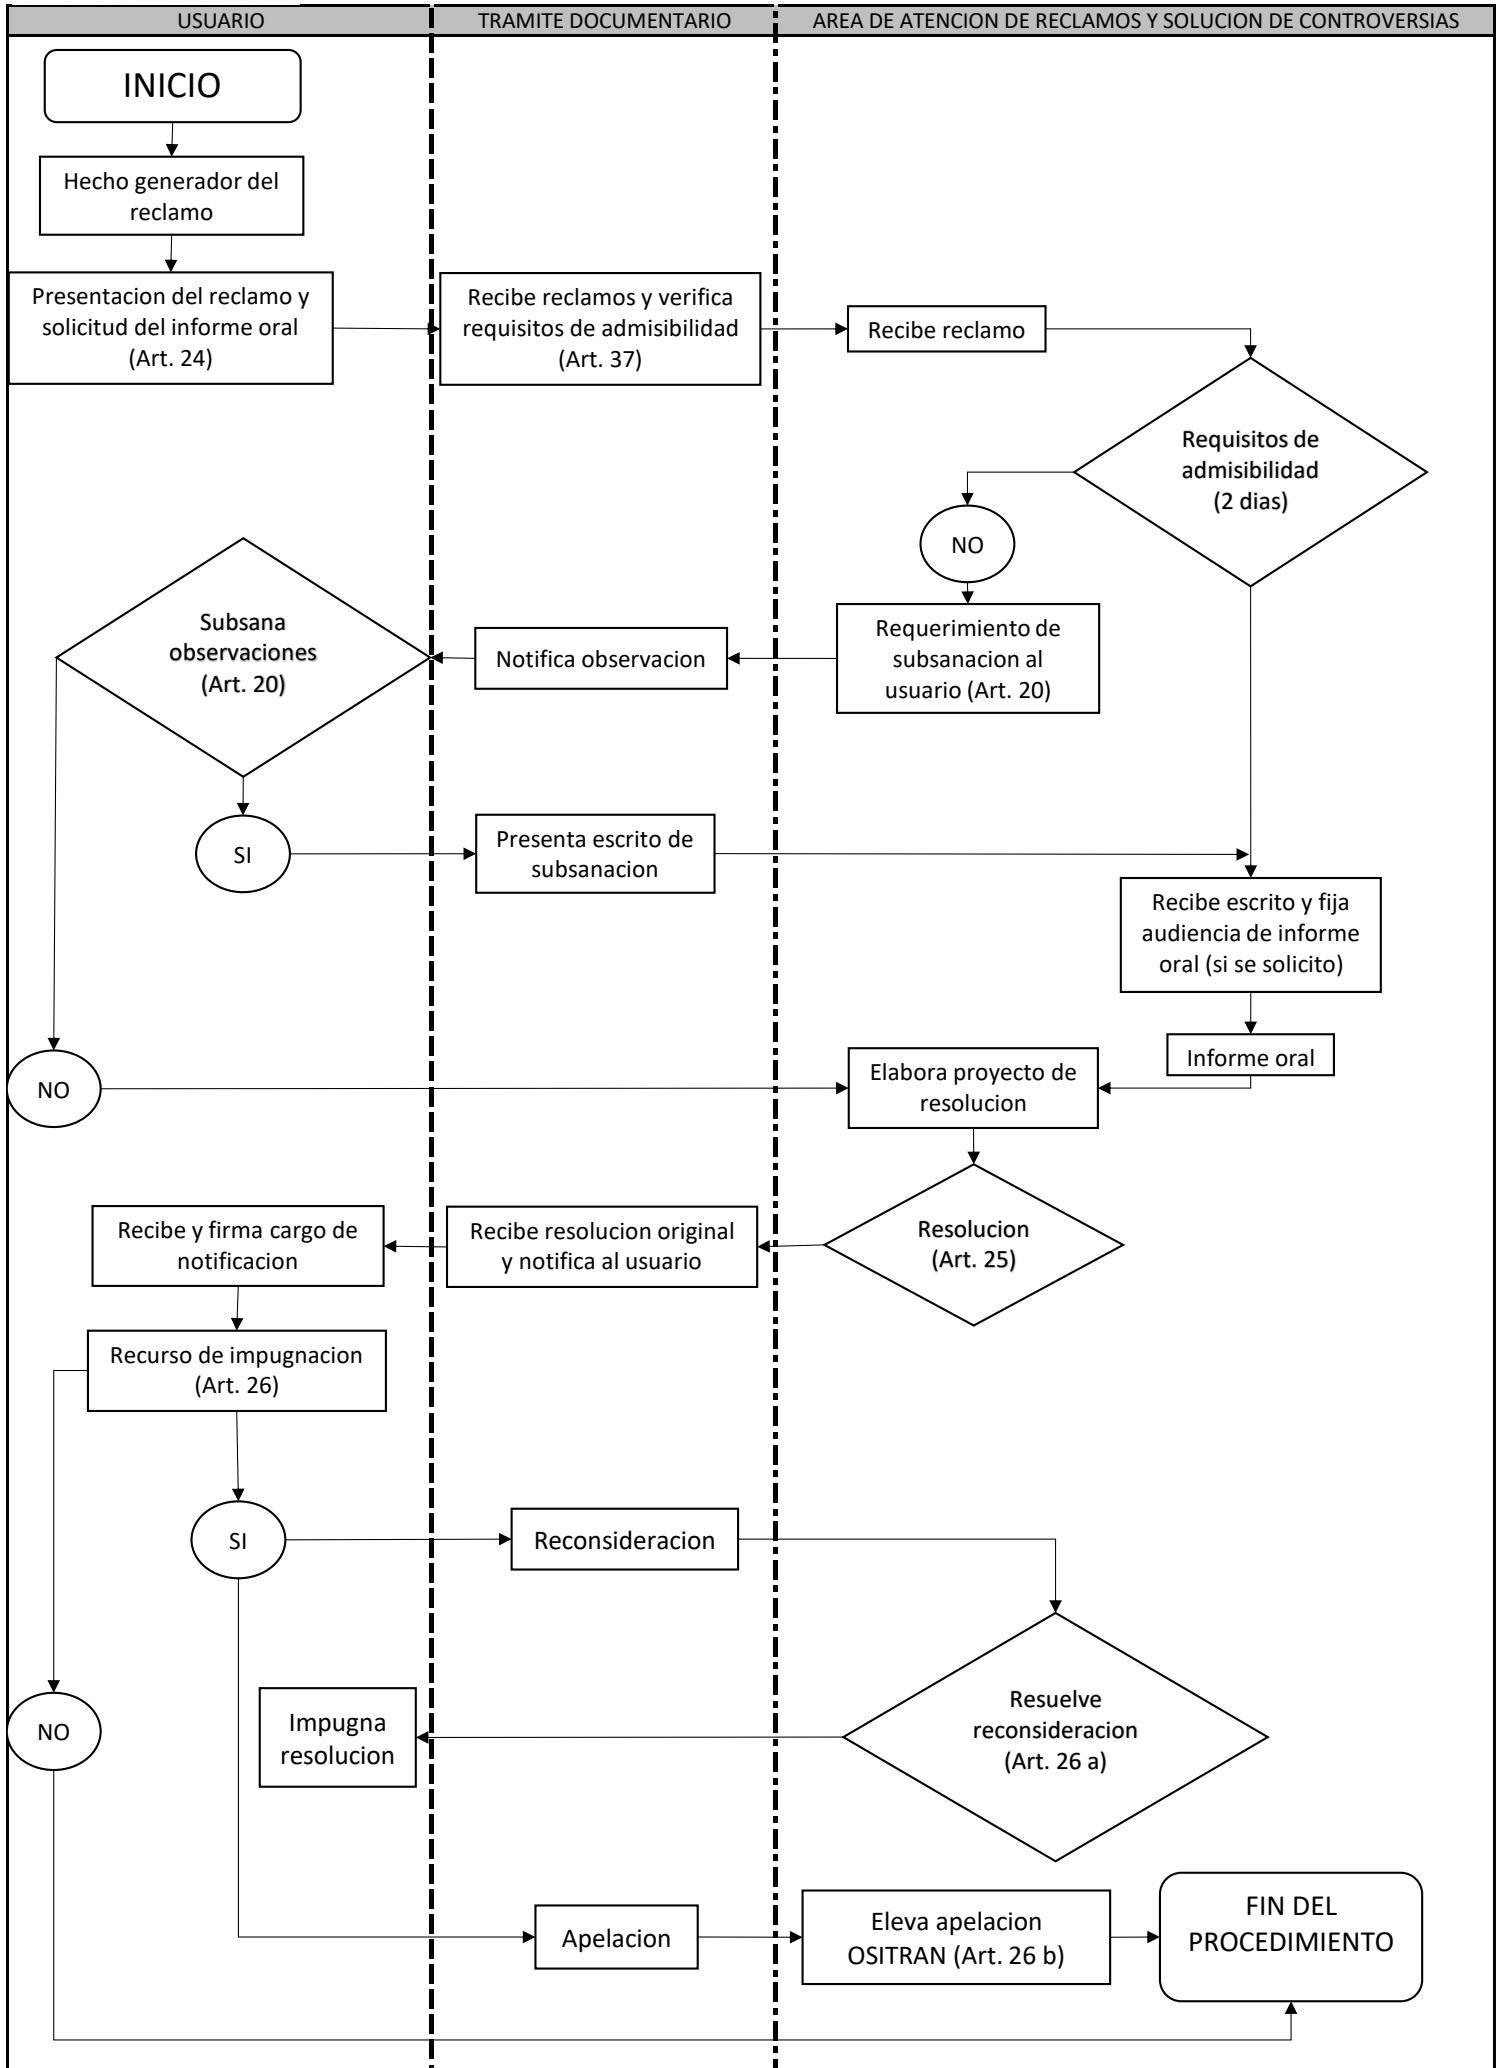 USUARIO
TRAMITE DOCUMENTARIO
AREA DE ATENCION DE RECLAMOS Y SOLUCION DE CONTROVERSIAS
INICIO
Hecho generador del
reclamo
Presentacion del reclamo y
solicitud del informe oral
(Art. 24)
Recibe reclamos y verifica
requisitos de admisibilidad
(Art. 37)
Recibe reclamo
Requisitos de
admisibilidad
(2 dias)
NO
Requerimiento de
subsanacion al
usuario (Art. 20)
Notifica observacion
Subsana
observaciones
(Art. 20)
SI
Presenta escrito de
subsanacion
Recibe escrito y fija
audiencia de informe
oral (si se solicito)
Informe oral
NO
Elabora proyecto de
resolucion
Resolucion
(Art. 25)
Recibe resolucion original
y notifica al usuario
Recibe y firma cargo de
notificacion
Recurso de impugnacion
(Art. 26)
SI
Reconsideracion
Resuelve
reconsideracion
(Art. 26 a)
Impugna
resolucion
NO
Apelacion
Eleva apelacion
OSITRAN (Art. 26 b)
FIN DEL
PROCEDIMIENTO